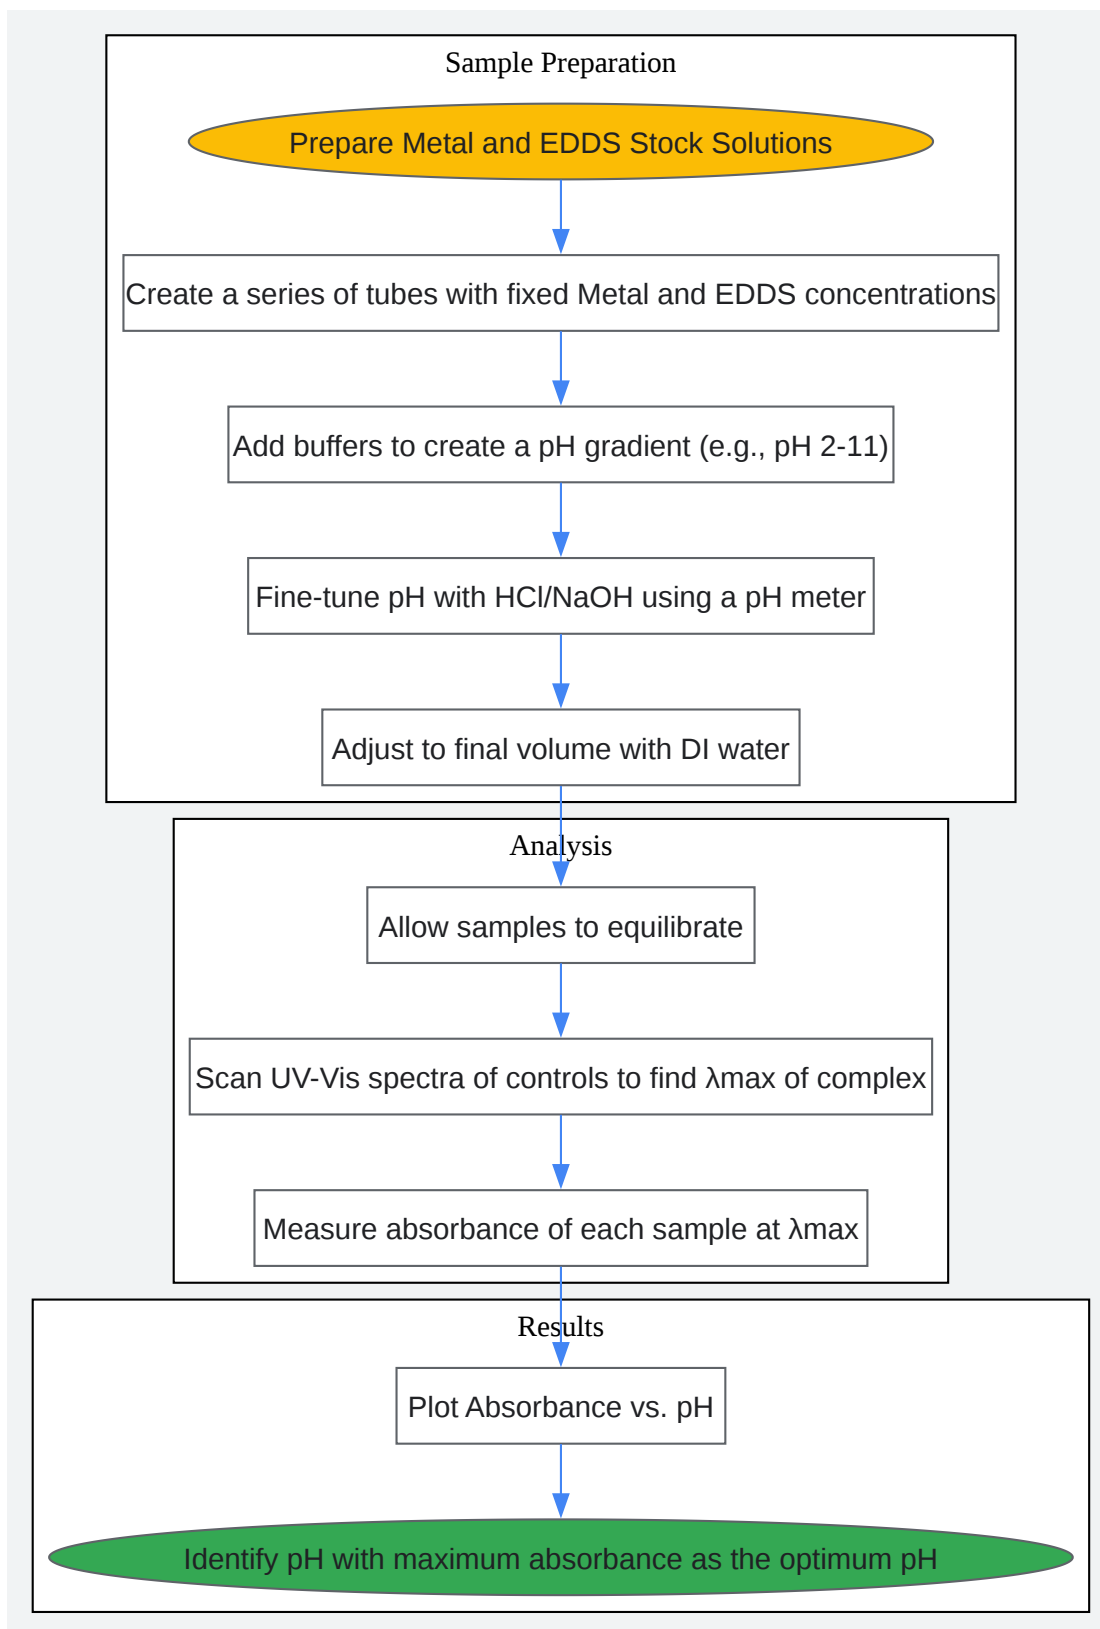 Sample Preparation
Prepare Metal and EDDS Stock Solutions
Create a series of tubes with fixed Metal and EDDS concentrations
Add buffers to create a pH gradient (e.g., pH 2-11)
Fine-tune pH with HCl/NaOH using a pH meter
Adjust to final volume with DI water
Analysis
Allow samples to equilibrate
Scan UV-Vis spectra of controls to find λmax of complex
Measure absorbance of each sample at λmax
Results
Plot Absorbance vs. pH
Identify pH with maximum absorbance as the optimum pH